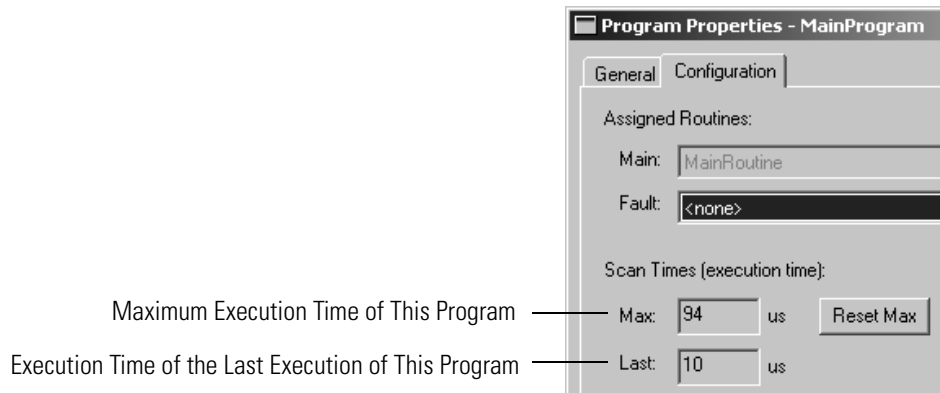 Program Properties - MainProgram
General Configuration
Assigned Routines:
Main: MainRoutine
Fault: <none>
Scan Times (execution time):
Maximum Execution Time of This Program Max: 94 us Reset Max
Execution Time of the Last Execution of This Program Last: 10 us